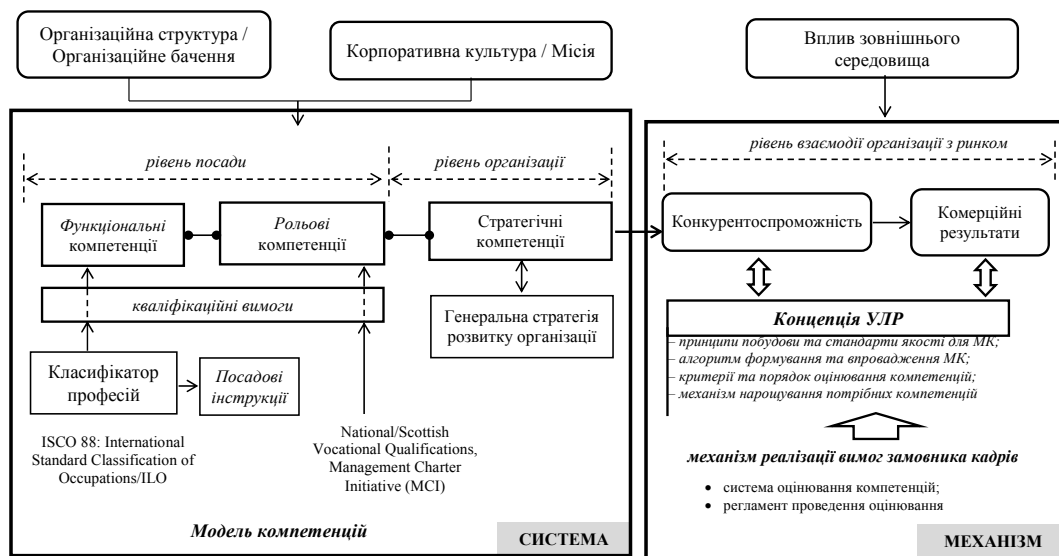 Організаційна структура /
Організаційне бачення
Корпоративна культура / Місія
Вплив зовнішнього
середовища
рівень посади
рівень організації
рівень взаємодії організації з ринком
Функціональні
компетенції
Рольові
компетенції
Стратегічні
компетенції
Конкурентоспроможність
Комерційні
результати
кваліфікаційні вимоги
Генеральна стратегія
розвитку організації
Класифікатор
професій
Посадові
інструкції
ISCO 88: International
Standard Classification of
Occupations/ILO
National/Scottish
Vocational Qualifications,
Management Charter
Initiative (MCI)
Модель компетенцій
СИСТЕМА
Концепція УЛР
– принципи побудови та стандарти якості для МК;
– алгоритм формування та впровадження МК;
– критерії та порядок оцінювання компетенцій;
– механізм нарощування потрібних компетенцій
механізм реалізації вимог замовника кадрів
• система оцінювання компетенцій;
• регламент проведення оцінювання
МЕХАНІЗМ